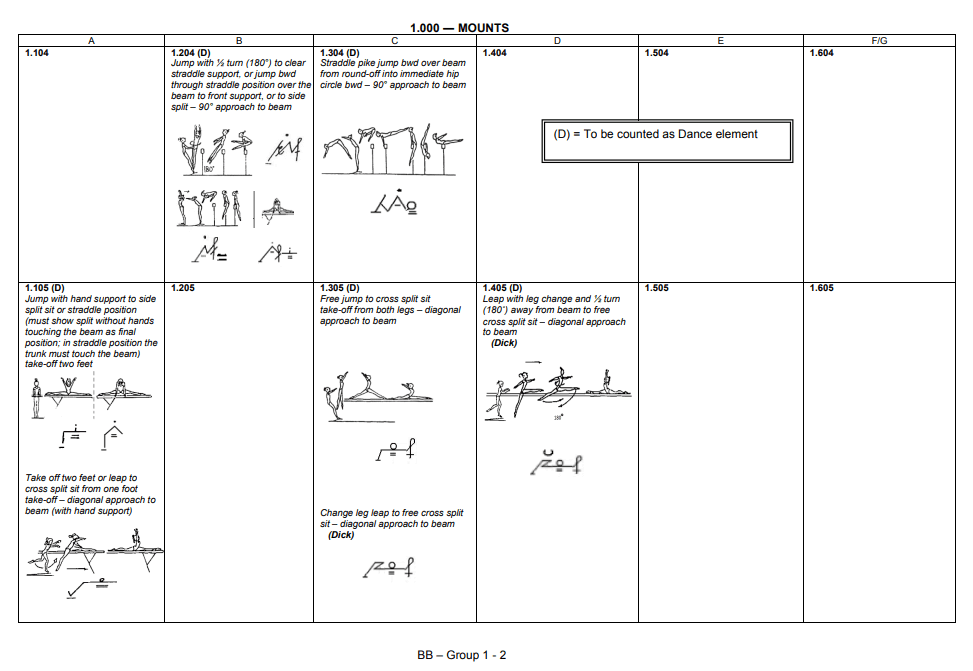 1.000 — MOUNTS
A
B
C
D
E
F/G
1.104
1.204 (D)
Jump with ½ turn (180°) to clear
straddle support, or jump bwd
through straddle position over the
beam to front support, or to side
split – 90° approach to beam
180°
1.304 (D)
Straddle pike jump bwd over beam
from round-off into immediate hip
circle bwd – 90° approach to beam
1.404
1.504
1.604
(D) = To be counted as Dance element
1.105 (D)
Jump with hand support to side
split sit or straddle position
(must show split without hands
touching the beam as final
position; in straddle position the
trunk must touch the beam)
take-off two feet
Take off two feet or leap to
cross split sit from one foot
take-off – diagonal approach to
beam (with hand support)
1.205
1.305 (D)
Free jump to cross split sit
take-off from both legs – diagonal
approach to beam
Change leg leap to free cross split
sit – diagonal approach to beam
(Dick)
1.405 (D)
Leap with leg change and ½ turn
(180°) away from beam to free
cross split sit – diagonal approach
to beam
(Dick)
180°
1.505
1.605
BB – Group 1 - 2